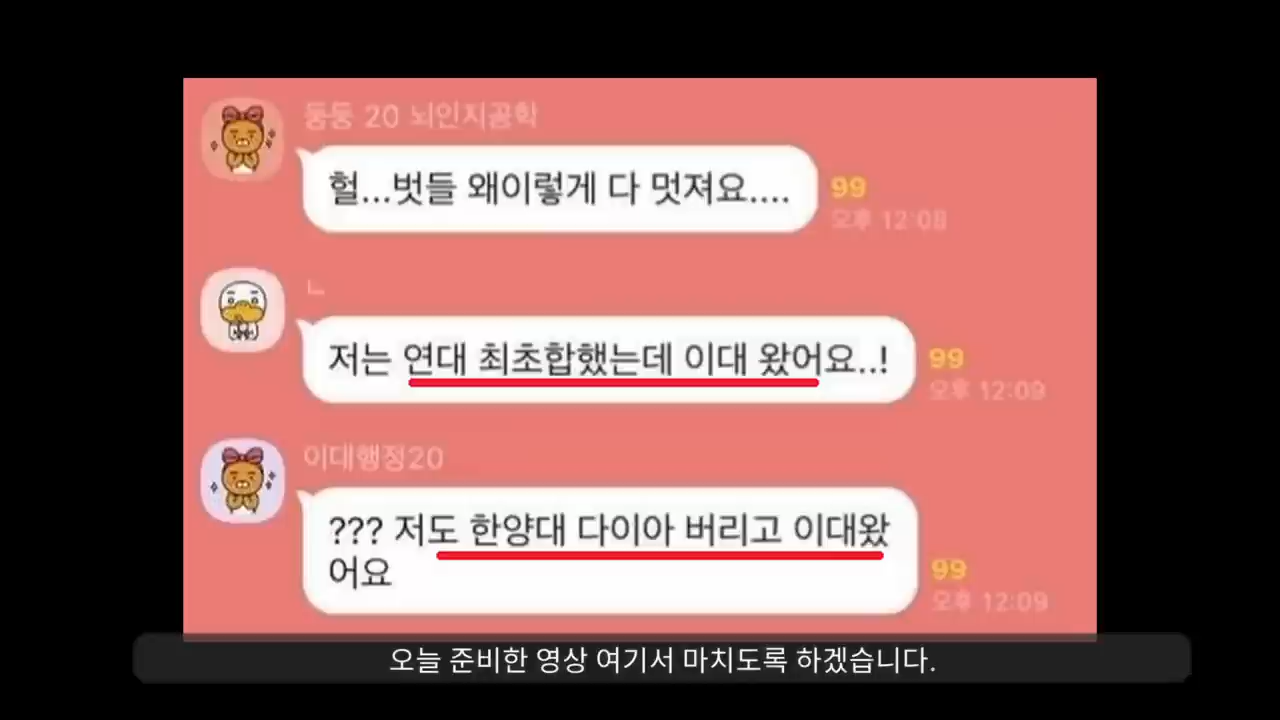 둥둥 20 뇌인지공학
헐...벗들 왜이렇게 다 멋져요....
99
오후 12:08
ㄴ
저는 연대 최초합했는데 이대 왔어요..!
99
오후 12:09
이대행정20
??? 저도 한양대 다이아 버리고 이대왔
어요
99
오후 12:09
오늘 준비한 영상 여기서 마치도록 하겠습니다.